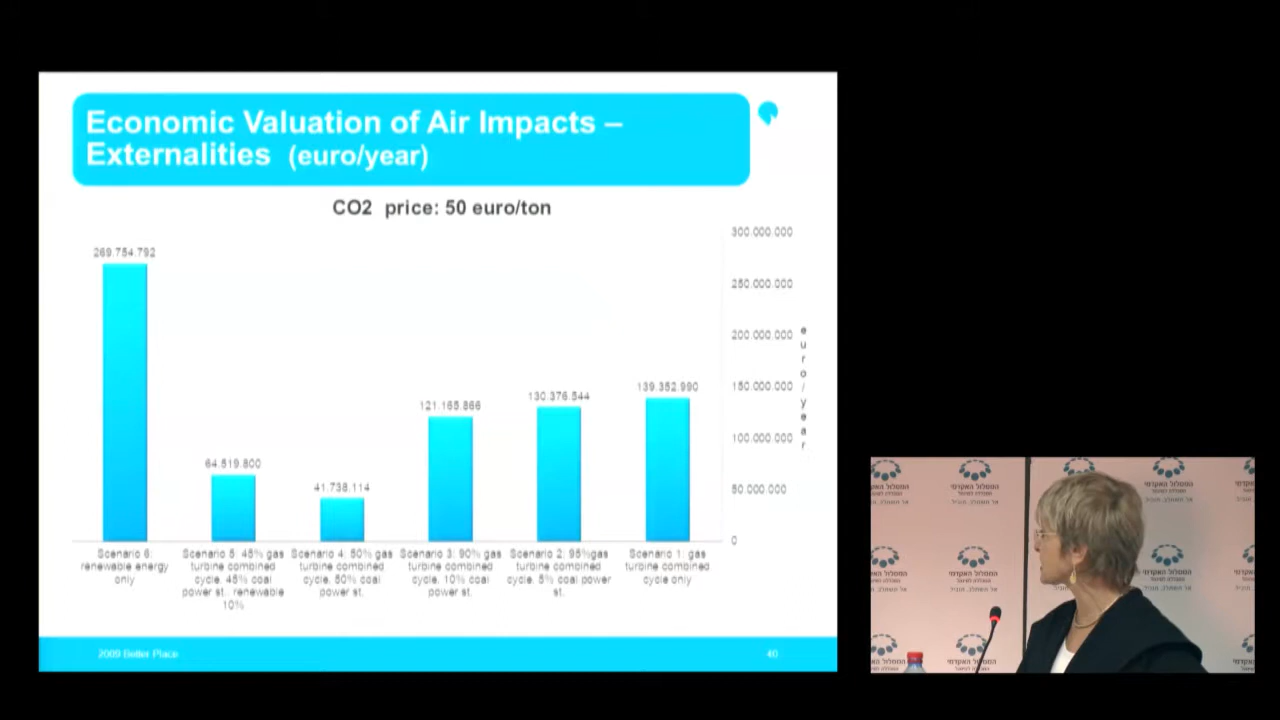 Economic Valuation of Air Impacts –
Externalities (euro/year)
CO2 price: 50 euro/ton
300.000.000
250.000.000
200.000.000
150.000.000
100.000.000
50.000.000
0
euro/year
269.754.792
64.519.800
41.738.114
121.165.866
130.376.544
139.352.990
Scenario 6:
renewable energy
only
Scenario 5: 45% gas
turbine combined
cycle, 45% coal
power st., renewable
10%
Scenario 4: 50% gas
turbine combined
cycle, 50% coal
power st.
Scenario 3: 90% gas
turbine combined
cycle, 10% coal
power st.
Scenario 2: 95%gas
turbine combined
cycle, 5% coal power
st.
Scenario 1: gas
turbine combined
cycle only
2009 Better Place
40
המסלול האקדמי
המכללה למינהל